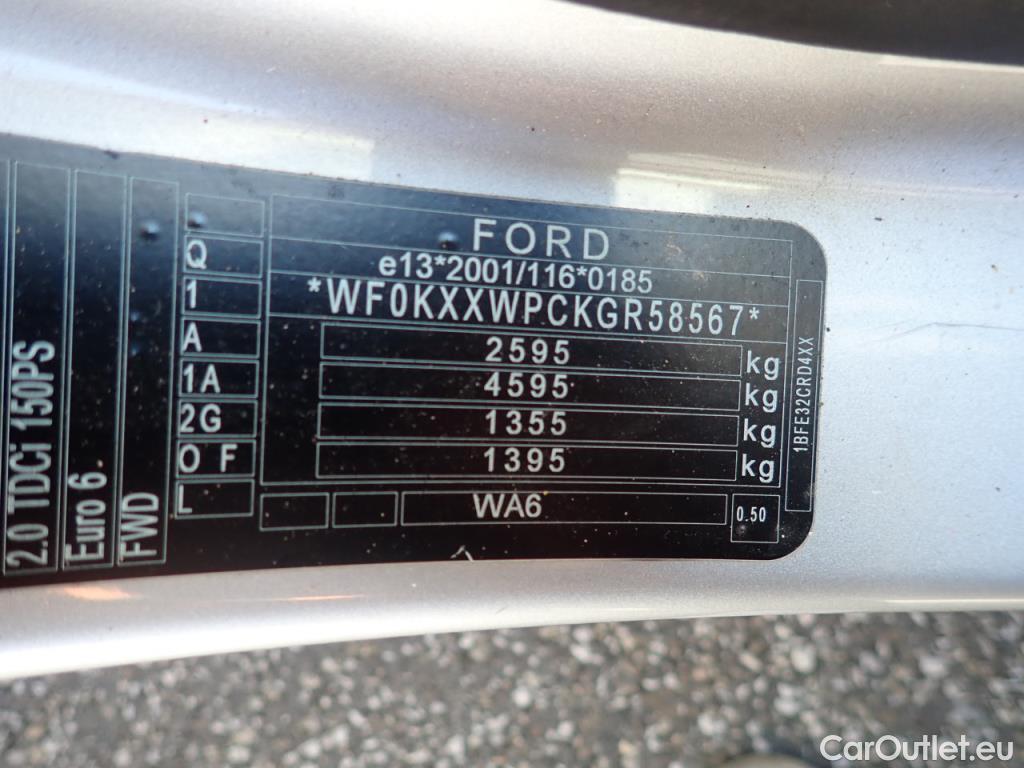 FORD
e13*2001/116*0185
*WF0KXXWPCKGR58567*
2595 kg
4595 kg
1355 kg
1395 kg
WA6
0.50
1BFE32CRD4XX
Q
1
A
1A
2G
O F
L
FWD
Euro 6
2.0 TDCi 150PS
CarOutlet.eu